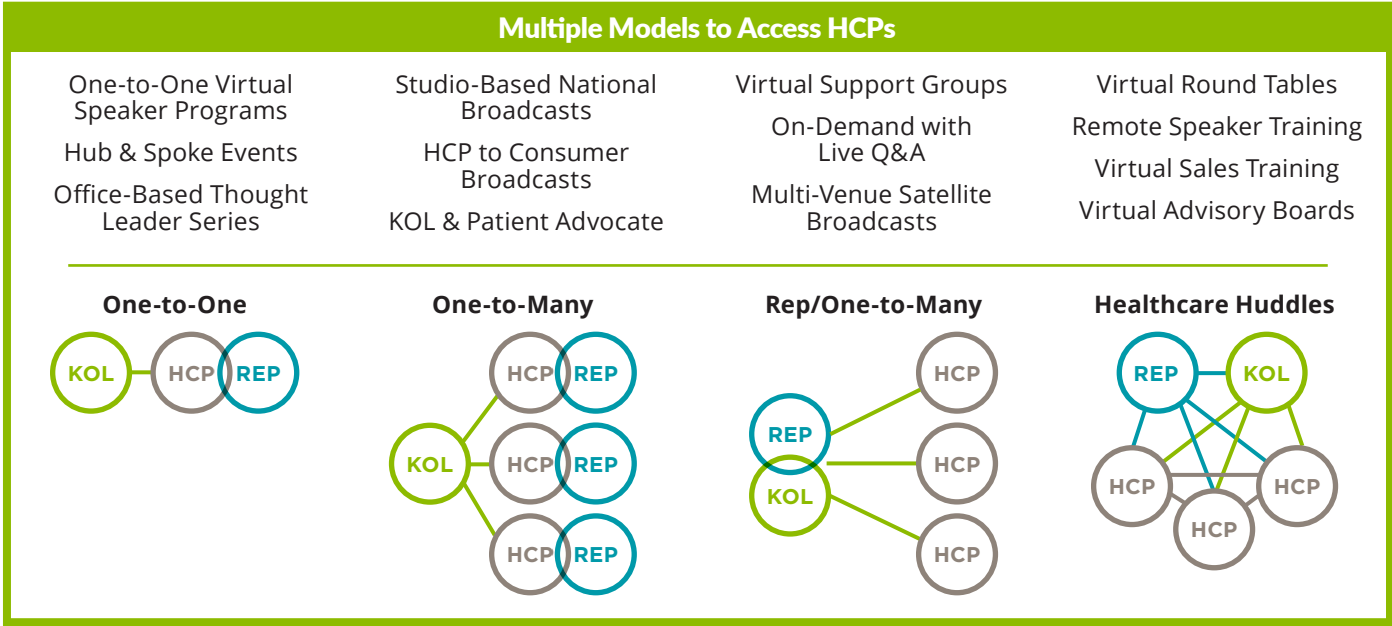 Multiple Models to Access HCPs
One-to-One Virtual
Speaker Programs
Hub & Spoke Events
Office-Based Thought
Leader Series
Studio-Based National
Broadcasts
HCP to Consumer
Broadcasts
KOL & Patient Advocate
Virtual Support Groups
On-Demand with
Live Q&A
Multi-Venue Satellite
Broadcasts
Virtual Round Tables
Remote Speaker Training
Virtual Sales Training
Virtual Advisory Boards
One-to-One
KOL HCP REP
One-to-Many
HCP REP
KOL HCP REP
HCP REP
Rep/One-to-Many
HCP
REP
HCP
KOL
HCP
Healthcare Huddles
REP KOL
HCP HCP
HCP